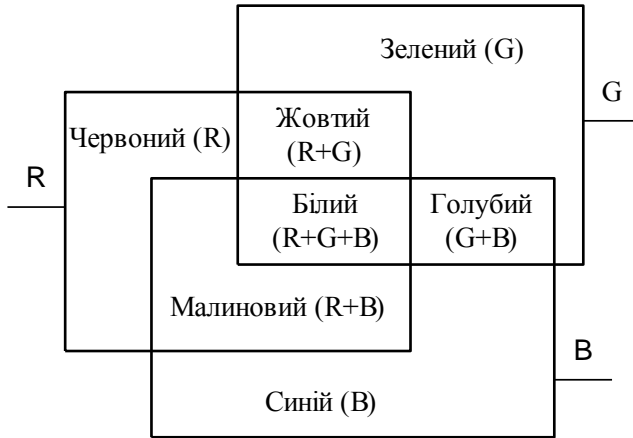 Зелений (G)
G
Червоний (R)
Жовтий
(R+G)
R
Білий
(R+G+B)
Голубий
(G+B)
Малиновий (R+B)
B
Синій (B)